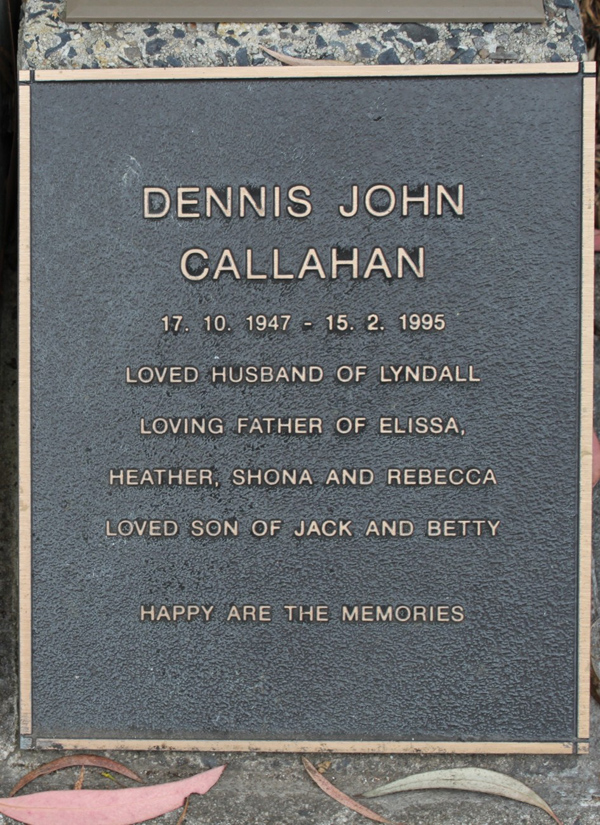 DENNIS JOHN
CALLAHAN
17. 10. 1947 - 15. 2. 1995
LOVED HUSBAND OF LYNDALL
LOVING FATHER OF ELISSA,
HEATHER, SHONA AND REBECCA
LOVED SON OF JACK AND BETTY
HAPPY ARE THE MEMORIES